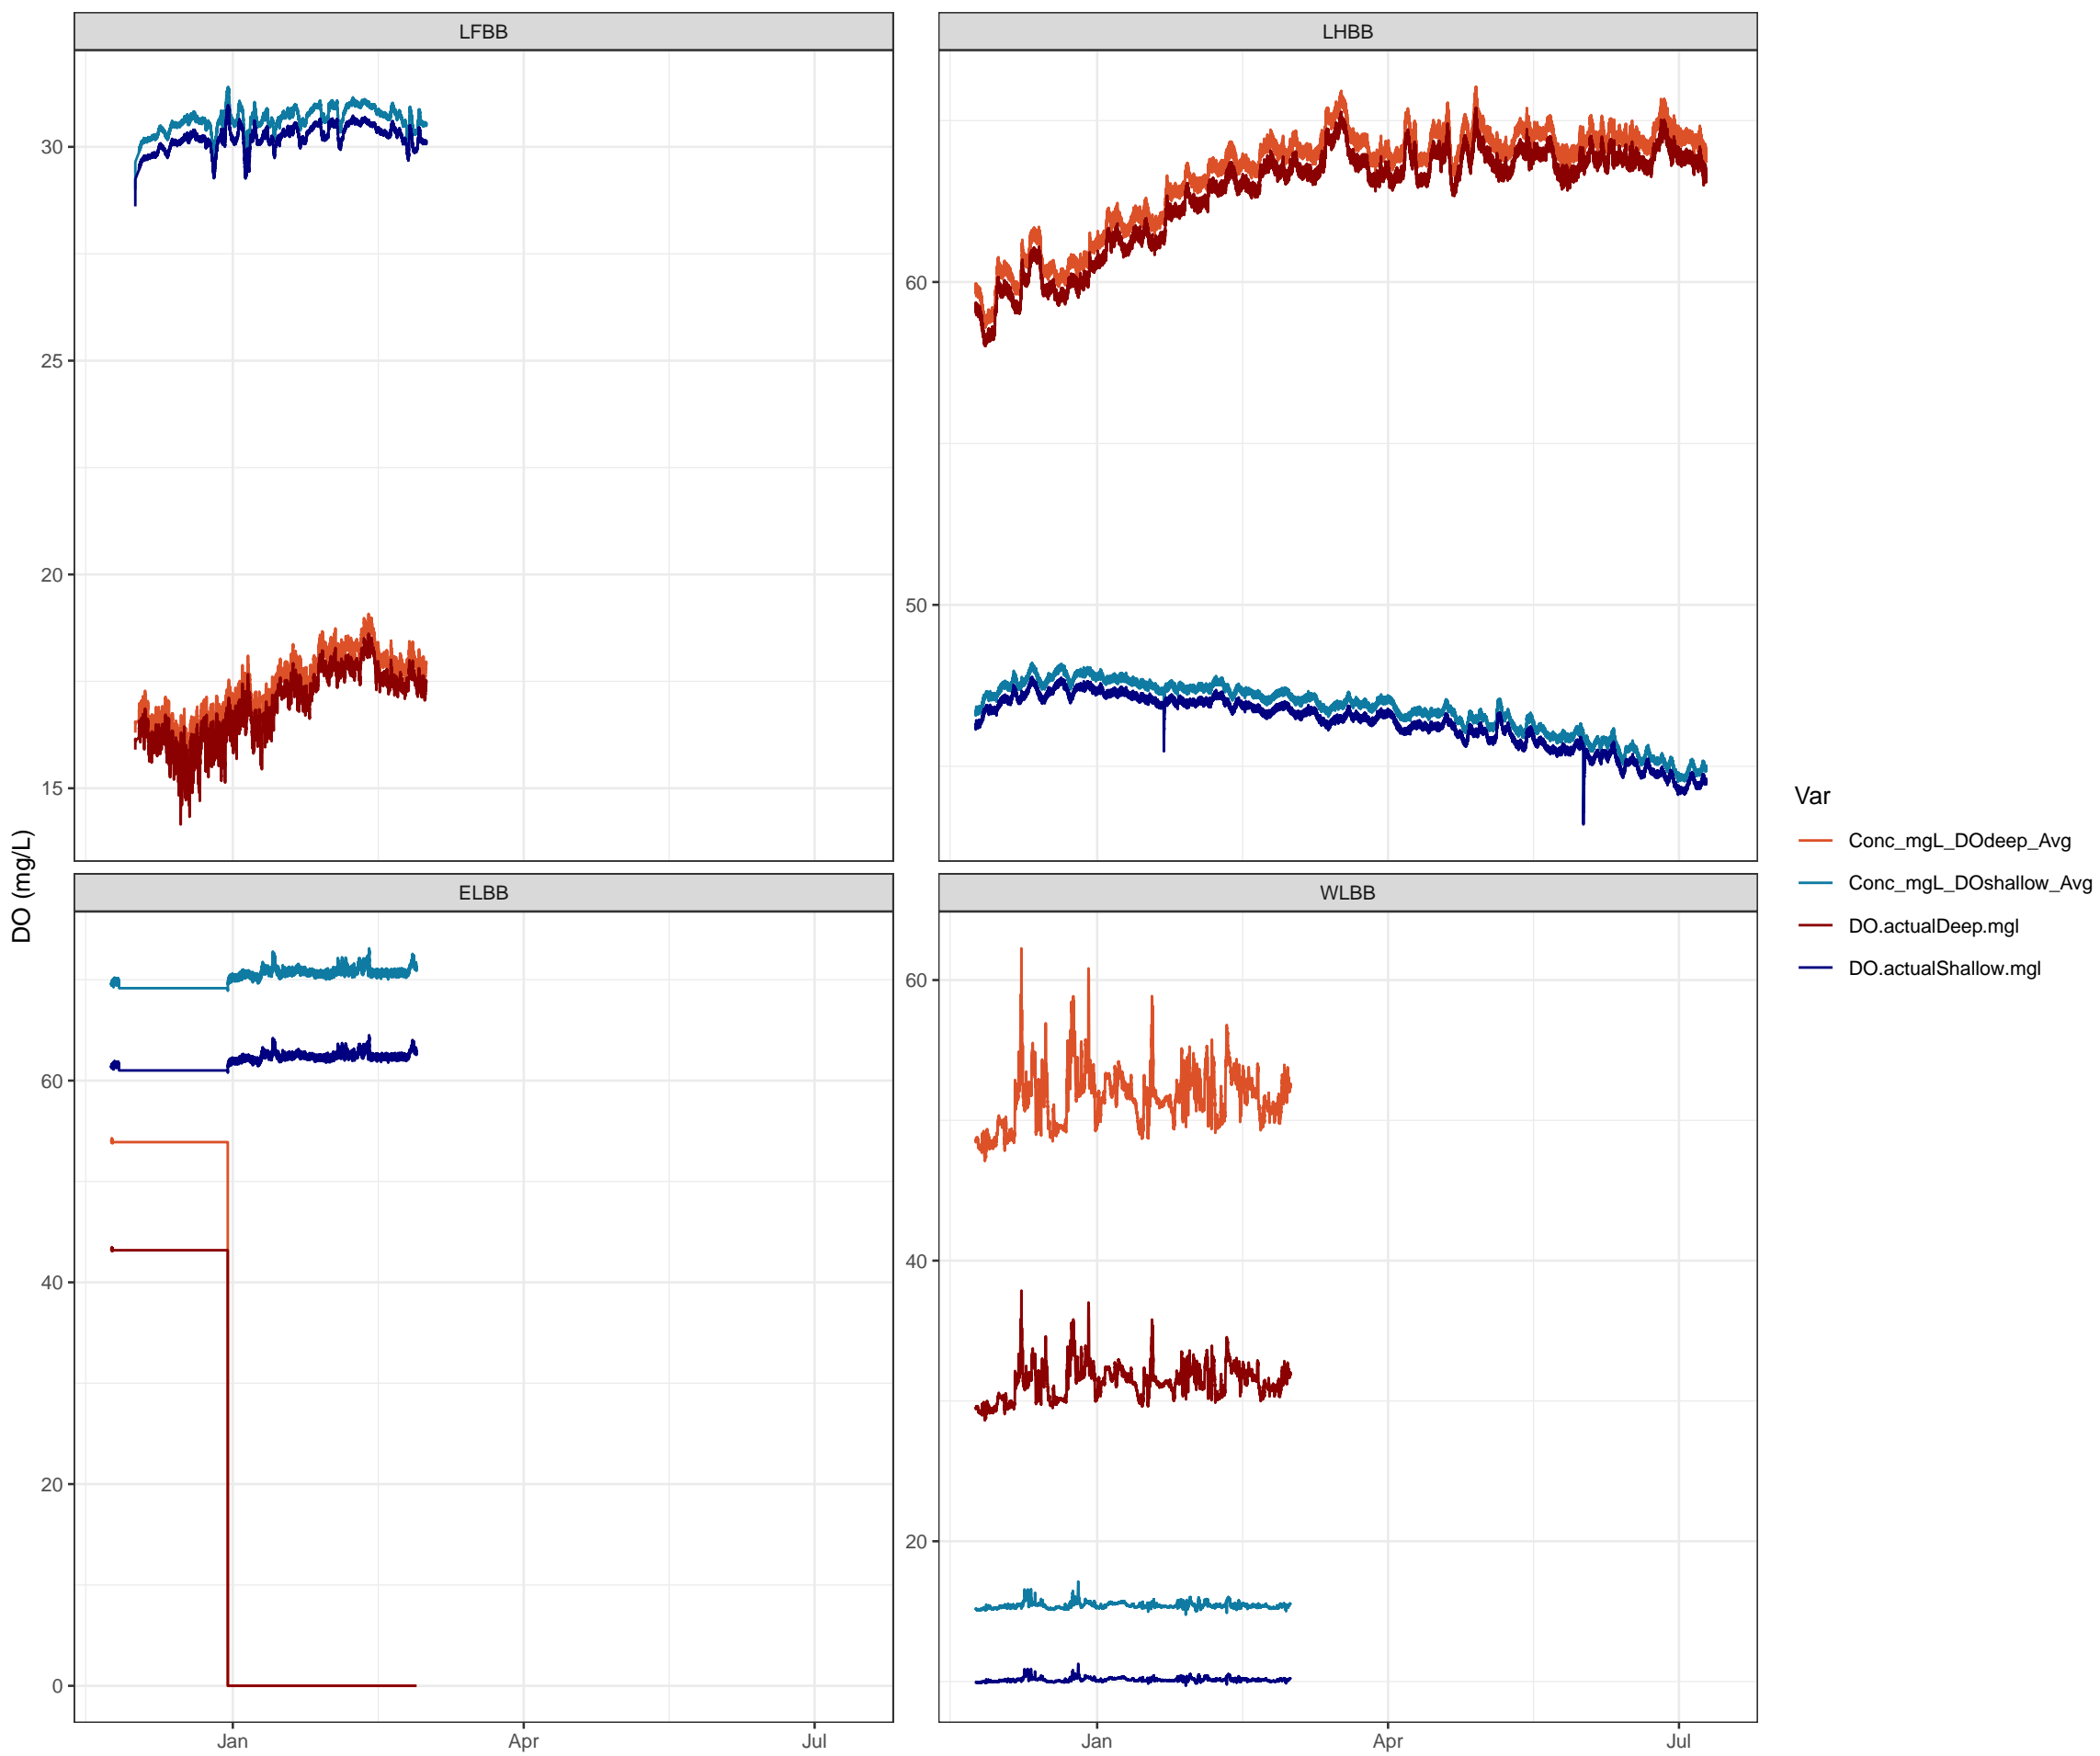 LFBB
LHBB
30
25
20
15
60
50
DO (mg/L)
ELBB
WLBB
60
40
20
0
60
40
20
Jan
Apr
Jul
Jan
Apr
Jul
Var
Conc_mgL_DOdeep_Avg
Conc_mgL_DOshallow_Avg
DO.actualDeep.mgl
DO.actualShallow.mgl